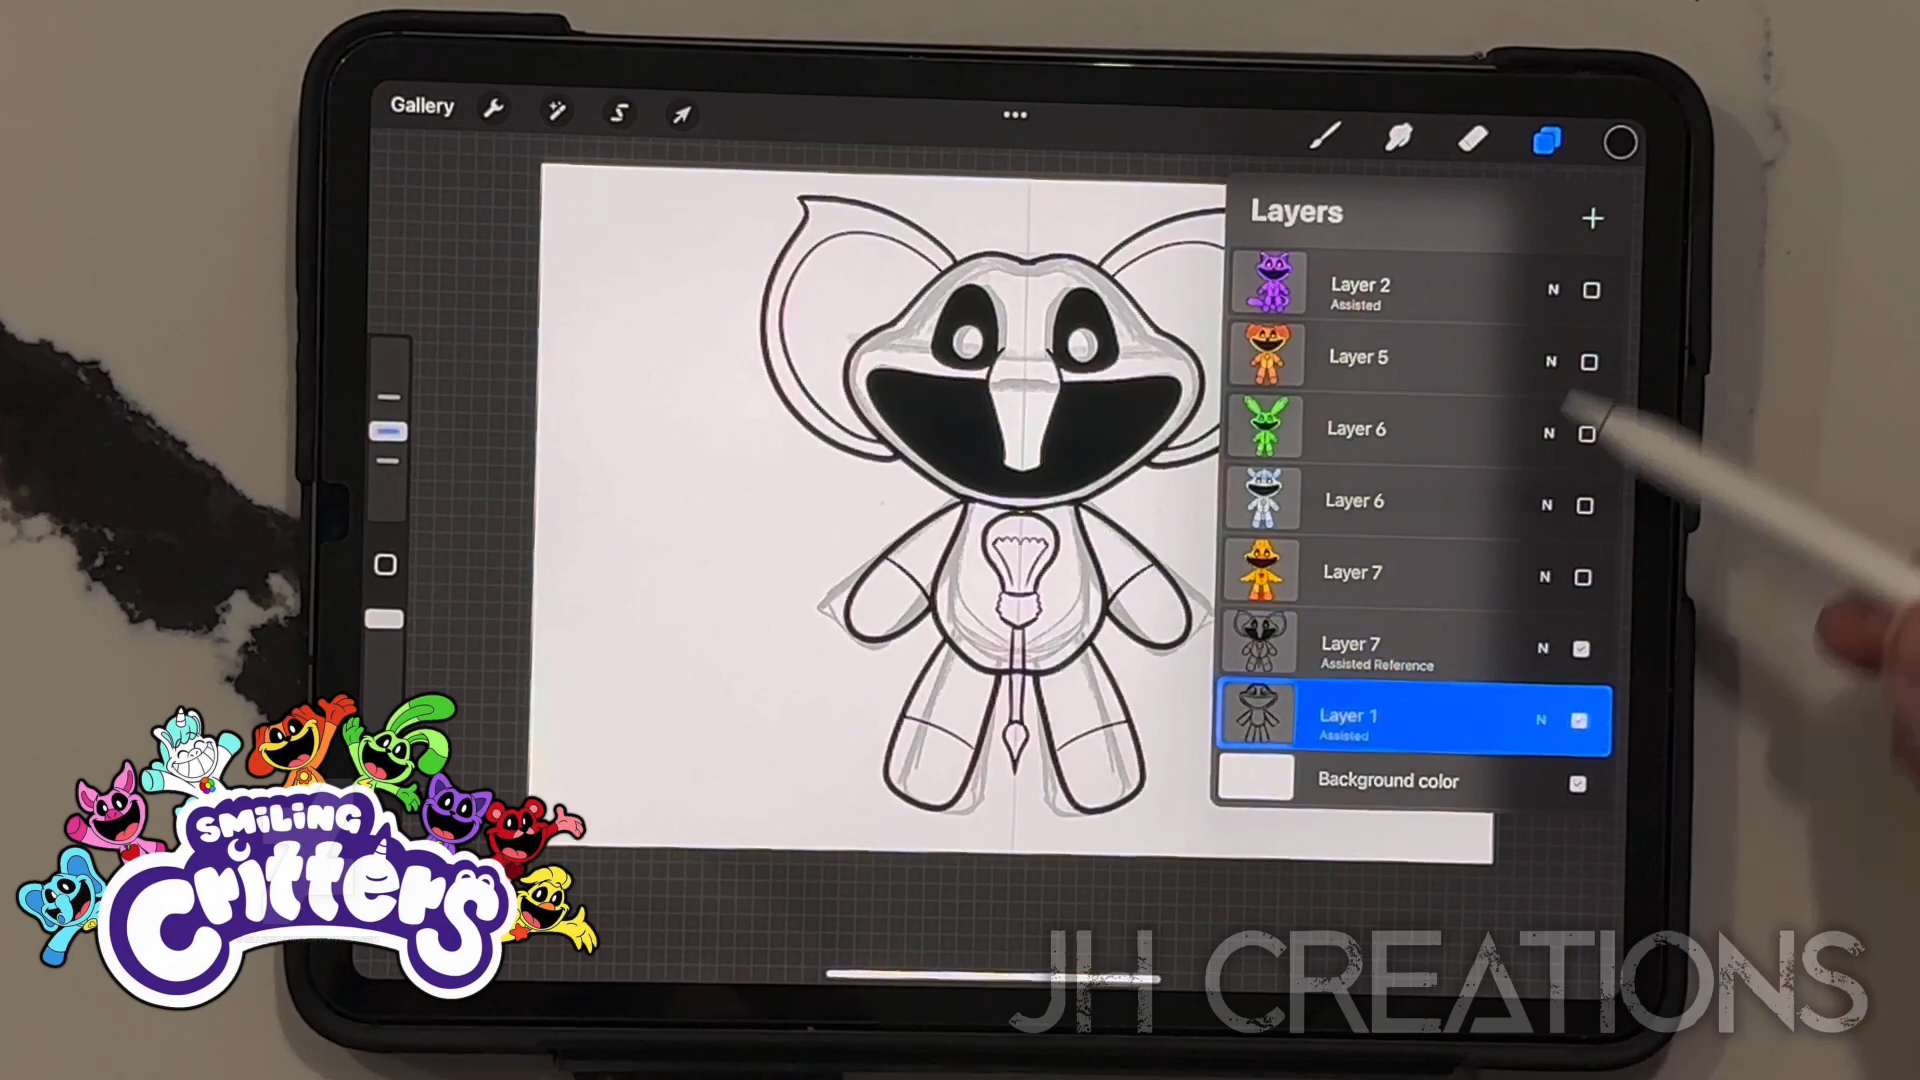 Gallery
Layers
Layer 2
N
Assisted
Layer 5
N
Layer 6
N
Layer 6
N
Layer 7
N
Layer 7
N
Assisted Reference
Layer 1
N
Assisted
Background color
SMiLiNG
Critters
JH CREATIONS